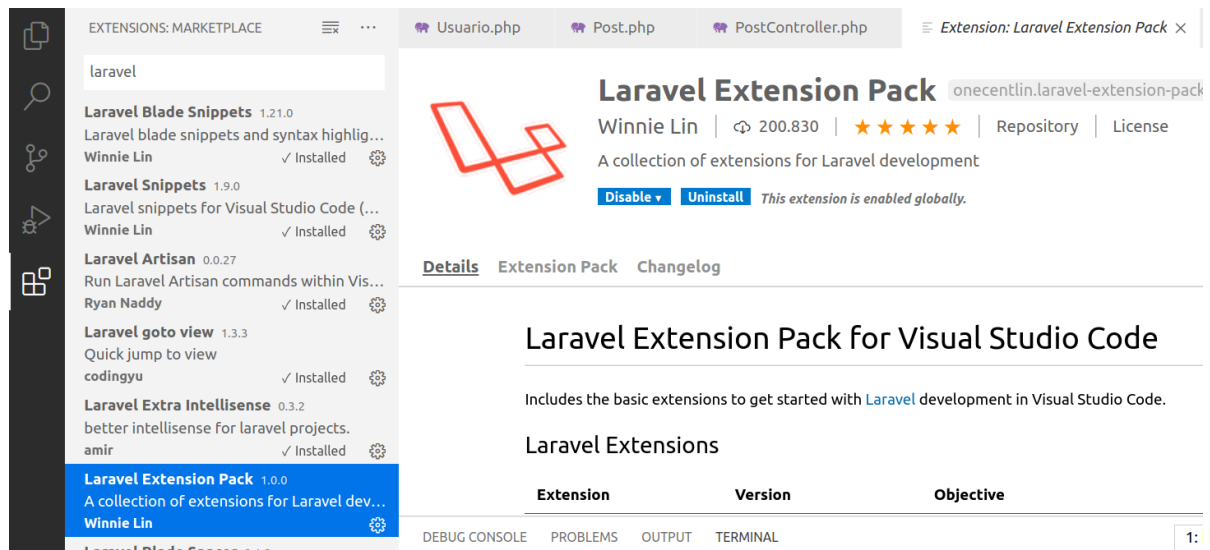 EXTENSIONS: MARKETPLACE
laravel
Laravel Blade Snippets 1.21.0
Laravel blade snippets and syntax highlig...
Winnie Lin ✓ Installed
Laravel Snippets 1.9.0
Laravel snippets for Visual Studio Code (...
Winnie Lin ✓ Installed
Laravel Artisan 0.0.27
Run Laravel Artisan commands within Vis...
Ryan Naddy ✓ Installed
Laravel goto view 1.3.3
Quick jump to view
codingyu ✓ Installed
Laravel Extra Intellisense 0.3.2
better intellisense for laravel projects.
amir ✓ Installed
Laravel Extension Pack 1.0.0
A collection of extensions for Laravel dev...
Winnie Lin
Usuario.php Post.php PostController.php Extension: Laravel Extension Pack ×
Laravel Extension Pack onecentlin.laravel-extension-pack
Winnie Lin | 200.830 | ★★★★★ | Repository | License
A collection of extensions for Laravel development
Disable ▾ Uninstall This extension is enabled globally.
Details Extension Pack Changelog
Laravel Extension Pack for Visual Studio Code
Includes the basic extensions to get started with Laravel development in Visual Studio Code.
Laravel Extensions
Extension Version Objective
DEBUG CONSOLE PROBLEMS OUTPUT TERMINAL 1: